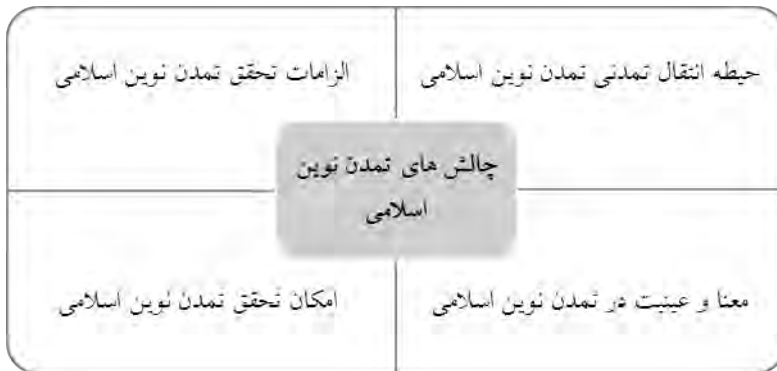 حیطه انتقال تمدنی تمدن نوین اسلامی
الزامات تحقق تمدن نوین اسلامی
چالش های تمدن نوین
اسلامی
معنا و عینیت در تمدن نوین اسلامی
امکان تحقق تمدن نوین اسلامی